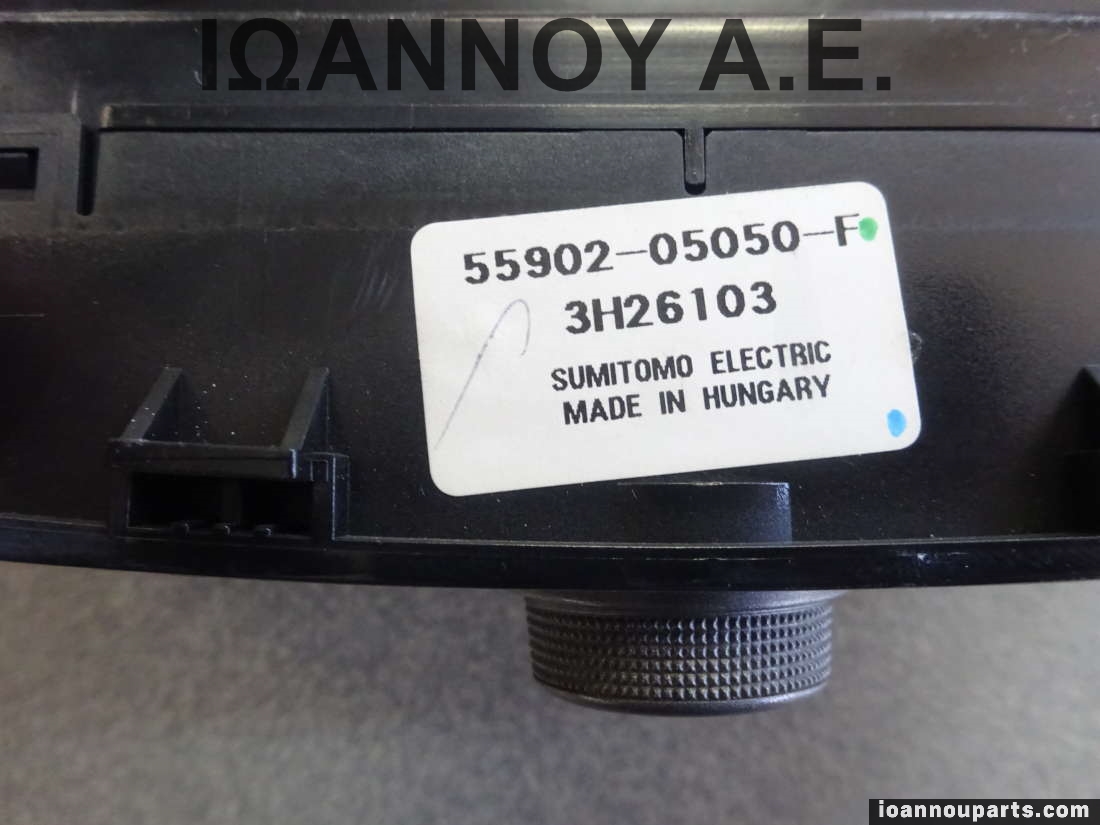 ΙΩΑΝΝΟΥ Α.Ε.
55902-05050-F
3H26103
SUMITOMO ELECTRIC
MADE IN HUNGARY
ioannouparts.com